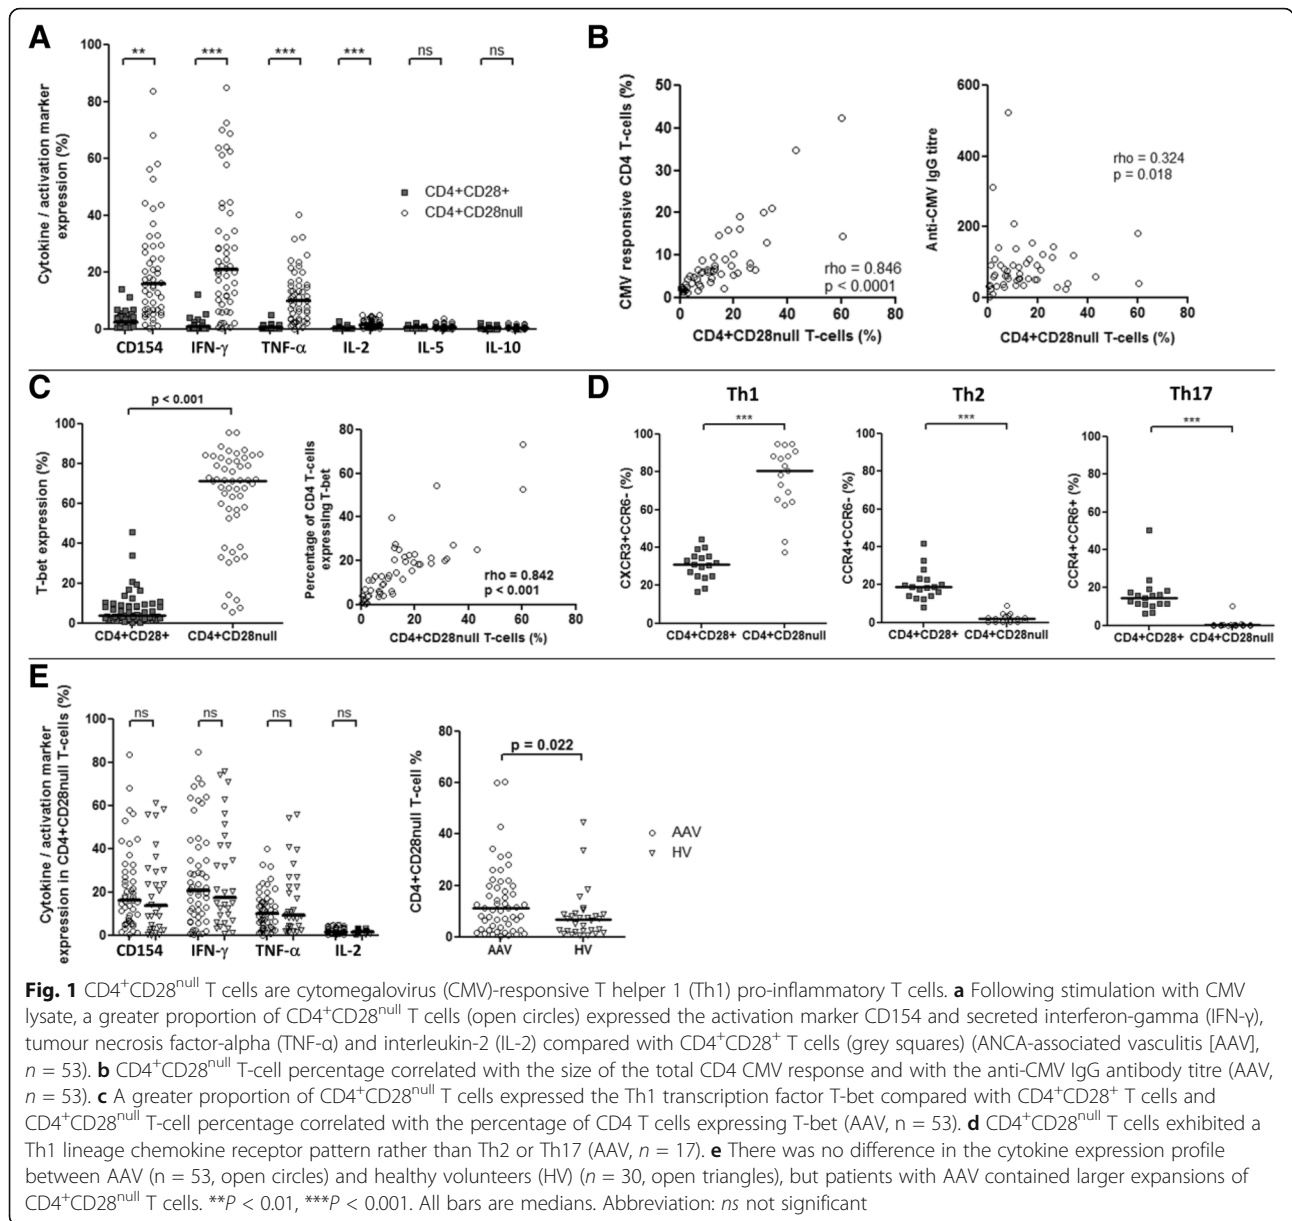 A
100
80
60
40
20
0
Cytokine / activation marker
expression (%)
**
***
***
***
ns
ns
CD4+CD28+
CD4+CD28null
CD154
IFN-γ
TNF-α
IL-2
IL-5
IL-10
B
CMV responsive CD4 T-cells (%)
50
40
30
20
10
0
rho = 0.846
p < 0.0001
0
20
40
60
80
CD4+CD28null T-cells (%)
Anti-CMV IgG titre
600
400
200
0
rho = 0.324
p = 0.018
0
20
40
60
80
CD4+CD28null T-cells (%)
C
p < 0.001
T-bet expression (%)
100
80
60
40
20
0
CD4+CD28+
CD4+CD28null
Percentage of CD4 T-cells
expressing T-bet
80
60
40
20
0
rho = 0.842
p < 0.001
0
20
40
60
80
CD4+CD28null T-cells (%)
D
Th1
***
CXCR3+CCR6- (%)
100
80
60
40
20
0
CD4+CD28+
CD4+CD28null
Th2
***
CCR4+CCR6- (%)
100
80
60
40
20
0
CD4+CD28+
CD4+CD28null
Th17
***
CCR4+CCR6+ (%)
100
80
60
40
20
0
CD4+CD28+
CD4+CD28null
E
Cytokine / activation marker
expression in CD4+CD28null T-cells (%)
100
80
60
40
20
0
ns
ns
ns
ns
CD154
IFN-γ
TNF-α
IL-2
CD4+CD28null T-cell %
80
60
40
20
0
p = 0.022
AAV
HV
AAV
HV
Fig. 1 CD4⁺CD28ⁿᵘˡˡ T cells are cytomegalovirus (CMV)-responsive T helper 1 (Th1) pro-inflammatory T cells. a Following stimulation with CMV
lysate, a greater proportion of CD4⁺CD28ⁿᵘˡˡ T cells (open circles) expressed the activation marker CD154 and secreted interferon-gamma (IFN-γ),
tumour necrosis factor-alpha (TNF-α) and interleukin-2 (IL-2) compared with CD4⁺CD28⁺ T cells (grey squares) (ANCA-associated vasculitis [AAV],
n = 53). b CD4⁺CD28ⁿᵘˡˡ T-cell percentage correlated with the size of the total CD4 CMV response and with the anti-CMV IgG antibody titre (AAV,
n = 53). c A greater proportion of CD4⁺CD28ⁿᵘˡˡ T cells expressed the Th1 transcription factor T-bet compared with CD4⁺CD28⁺ T cells and
CD4⁺CD28ⁿᵘˡˡ T-cell percentage correlated with the percentage of CD4 T cells expressing T-bet (AAV, n = 53). d CD4⁺CD28ⁿᵘˡˡ T cells exhibited a
Th1 lineage chemokine receptor pattern rather than Th2 or Th17 (AAV, n = 17). e There was no difference in the cytokine expression profile
between AAV (n = 53, open circles) and healthy volunteers (HV) (n = 30, open triangles), but patients with AAV contained larger expansions of
CD4⁺CD28ⁿᵘˡˡ T cells. **P < 0.01, ***P < 0.001. All bars are medians. Abbreviation: ns not significant